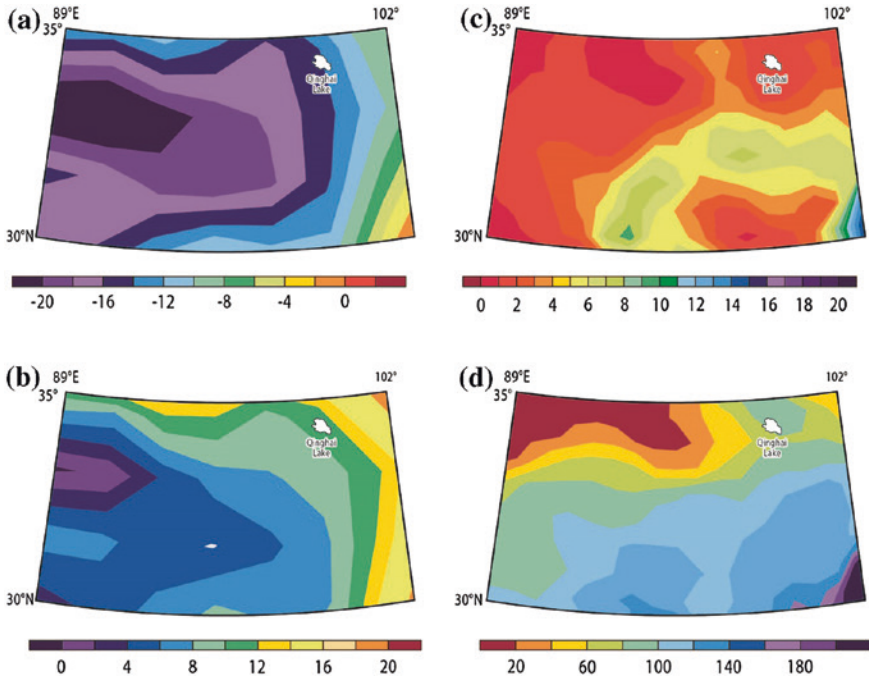 (a)
89°E
102°
35°
Qinghai
Lake
30°N
-20 -16 -12 -8 -4 0
(c)
89°E
102°
35°
Qinghai
Lake
30°N
0 2 4 6 8 10 12 14 16 18 20
(b)
89°E
102°
35°
Qinghai
Lake
30°N
0 4 8 12 16 20
(d)
89°E
102°
35°
Qinghai
Lake
30°N
20 60 100 140 180